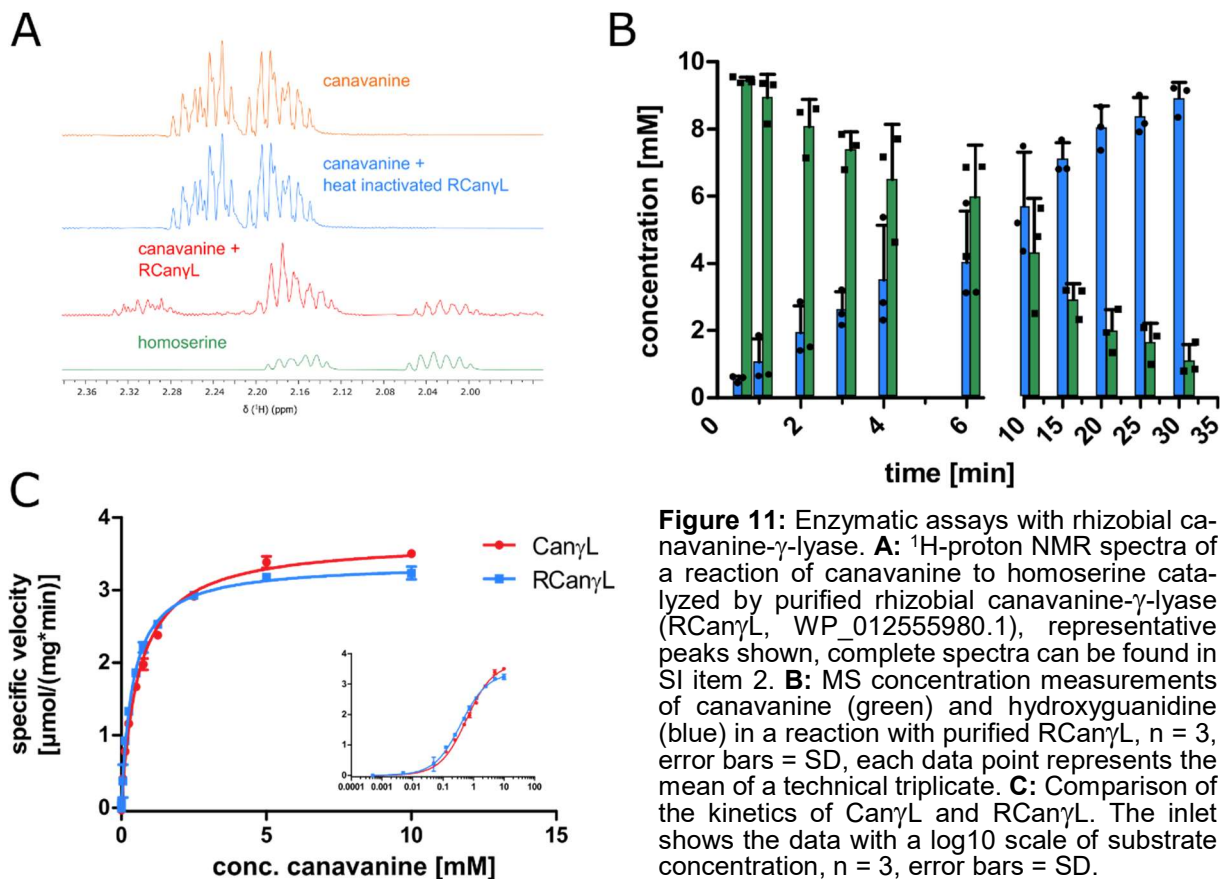 A
canavanine
canavanine +
heat inactivated RCanγL
canavanine +
RCanγL
homoserine
2.36 2.32 2.28 2.24 2.20 2.16 2.12 2.08 2.04 2.00
δ (¹H) (ppm)
B
10
8
6
4
2
0
concentration [mM]
0 2 4 6 10 15 20 25 30 35
time [min]
C
4
3
2
1
0
specific velocity
[µmol/(mg*min)]
CanγL
RCanγL
4
3
2
1
0
0.0001 0.001 0.01 0.1 1 10 100
0 5 10 15
conc. canavanine [mM]
Figure 11: Enzymatic assays with rhizobial ca-
navanine-γ-lyase. A: ¹H-proton NMR spectra of
a reaction of canavanine to homoserine cata-
lyzed by purified rhizobial canavanine-γ-lyase
(RCanγL, WP_012555980.1), representative
peaks shown, complete spectra can be found in
SI item 2. B: MS concentration measurements
of canavanine (green) and hydroxyguanidine
(blue) in a reaction with purified RCanγL, n = 3,
error bars = SD, each data point represents the
mean of a technical triplicate. C: Comparison of
the kinetics of CanγL and RCanγL. The inlet
shows the data with a log10 scale of substrate
concentration, n = 3, error bars = SD.